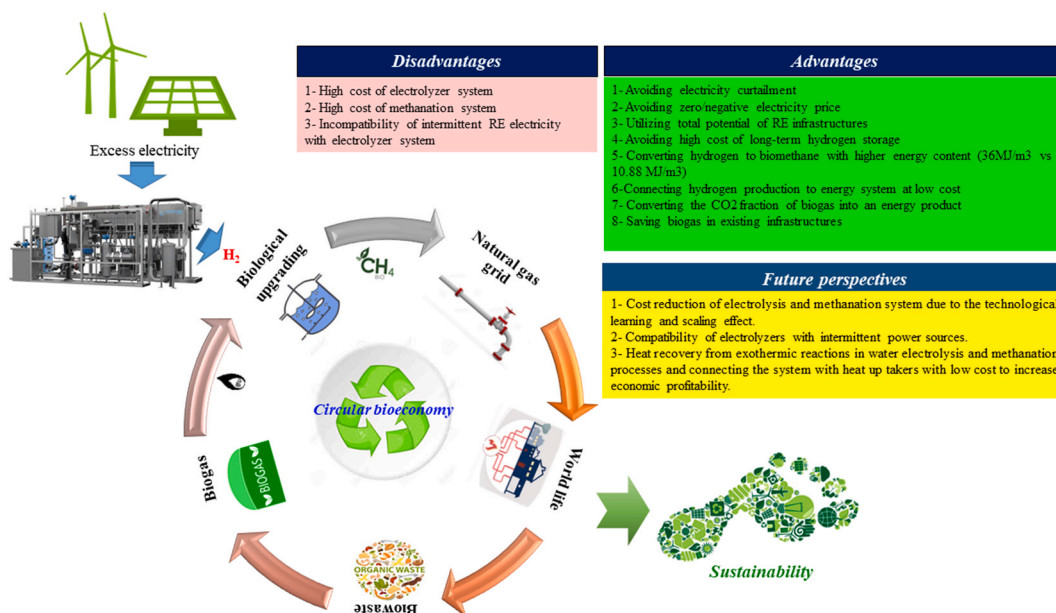 Excess electricity
H2
Disadvantages
1- High cost of electrolyzer system
2- High cost of methanation system
3- Incompatibility of intermittent RE electricity
with electrolyzer system
Advantages
1- Avoiding electricity curtailment
2- Avoiding zero/negative electricity price
3- Utilizing total potential of RE infrastructures
4- Avoiding high cost of long-term hydrogen storage
5- Converting hydrogen to biomethane with higher energy content (36MJ/m3 vs
10.88 MJ/m3)
6-Connecting hydrogen production to energy system at low cost
7- Converting the CO2 fraction of biogas into an energy product
8- Saving biogas in existing infrastructures
Future perspectives
1- Cost reduction of electrolysis and methanation system due to the technological
learning and scaling effect.
2- Compatibility of electrolyzers with intermittent power sources.
3- Heat recovery from exothermic reactions in water electrolysis and methanation
processes and connecting the system with heat up takers with low cost to increase
economic profitability.
Biological
upgrading
CH4
BIO
Natural gas
grid
Circular bioeconomy
World life
Biogas
BIOGAS
ORGANIC WASTE
Biowaste
Sustainability